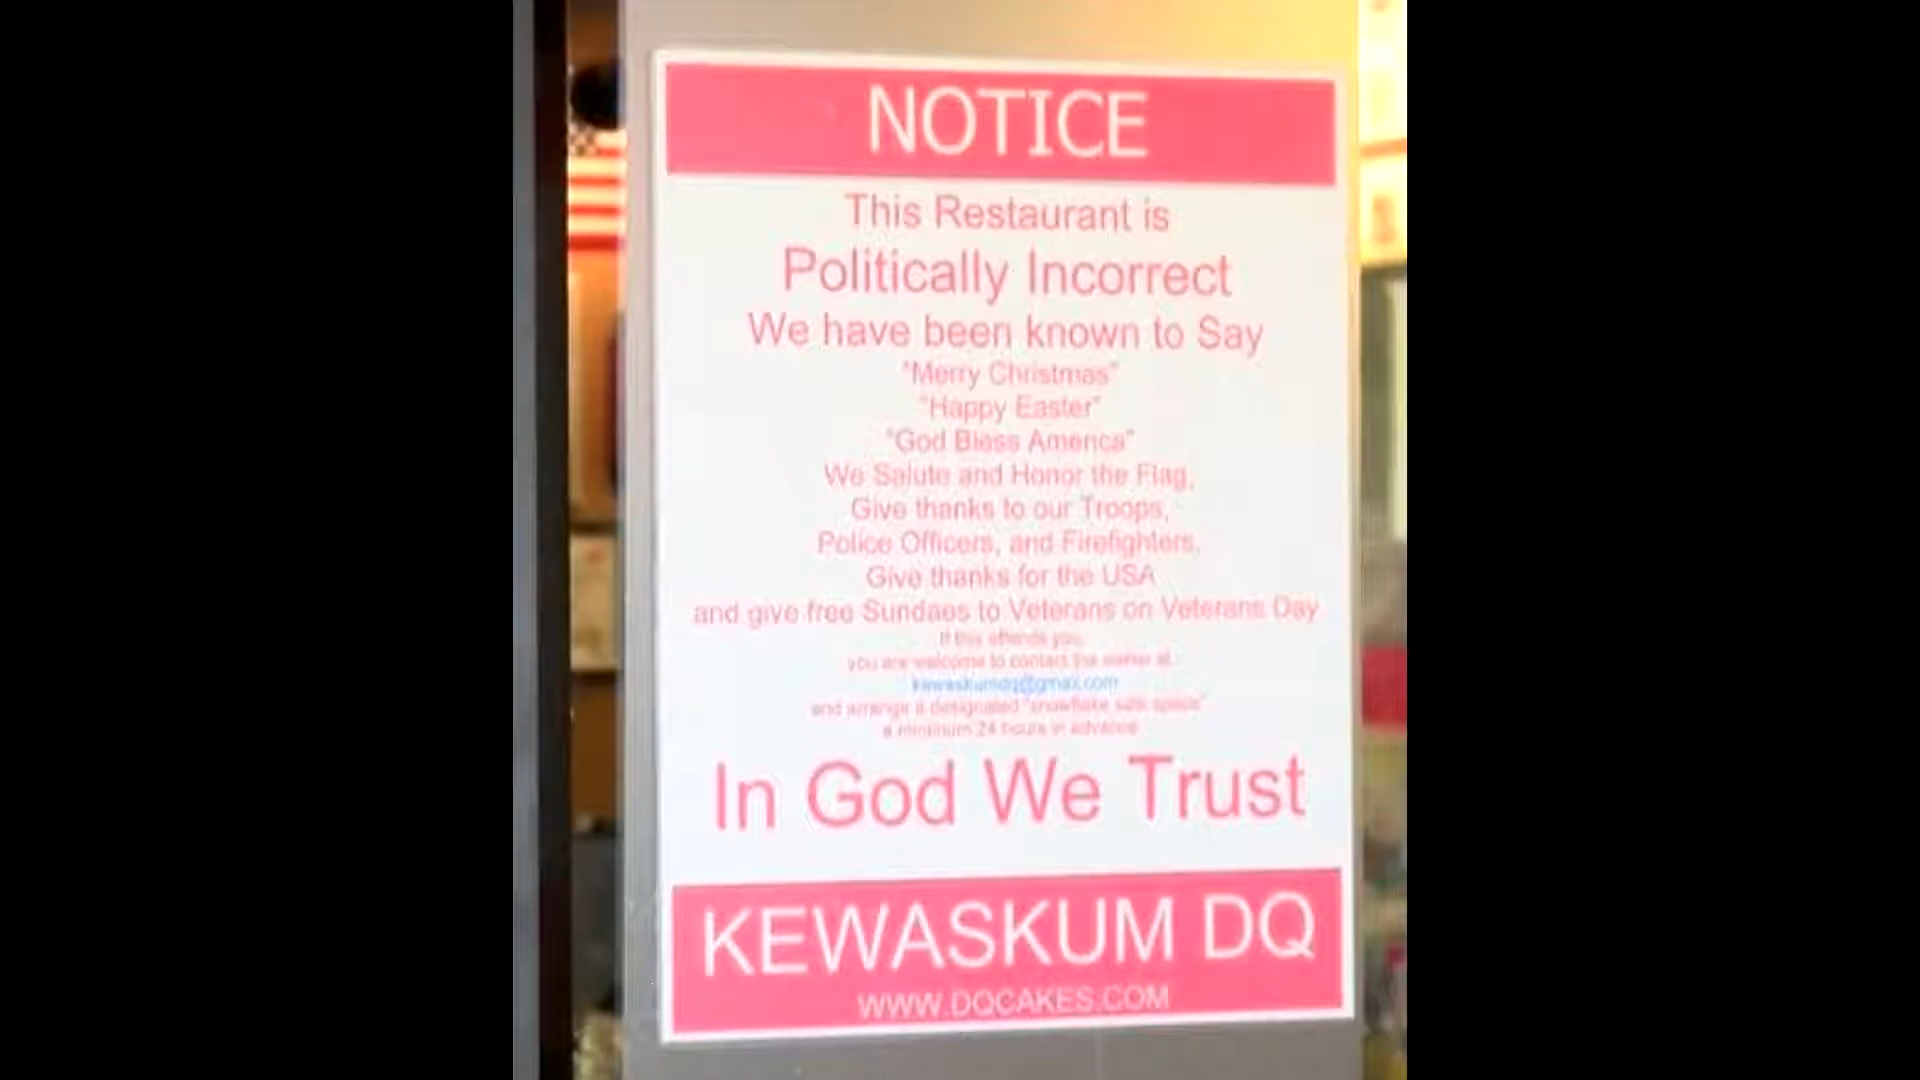 NOTICE
This Restaurant is
Politically Incorrect
We have been known to Say
"Merry Christmas"
"Happy Easter"
"God Bless America"
We Salute and Honor the Flag,
Give thanks to our Troops,
Police Officers, and Firefighters,
Give thanks for the USA
and give free Sundaes to Veterans on Veterans Day
If this offends you,
you are welcome to contact the owner at
kewaskumdq@gmail.com
and arrange a designated "snowflake safe space"
a minimum 24 hours in advance
In God We Trust
KEWASKUM DQ
WWW.DQCAKES.COM